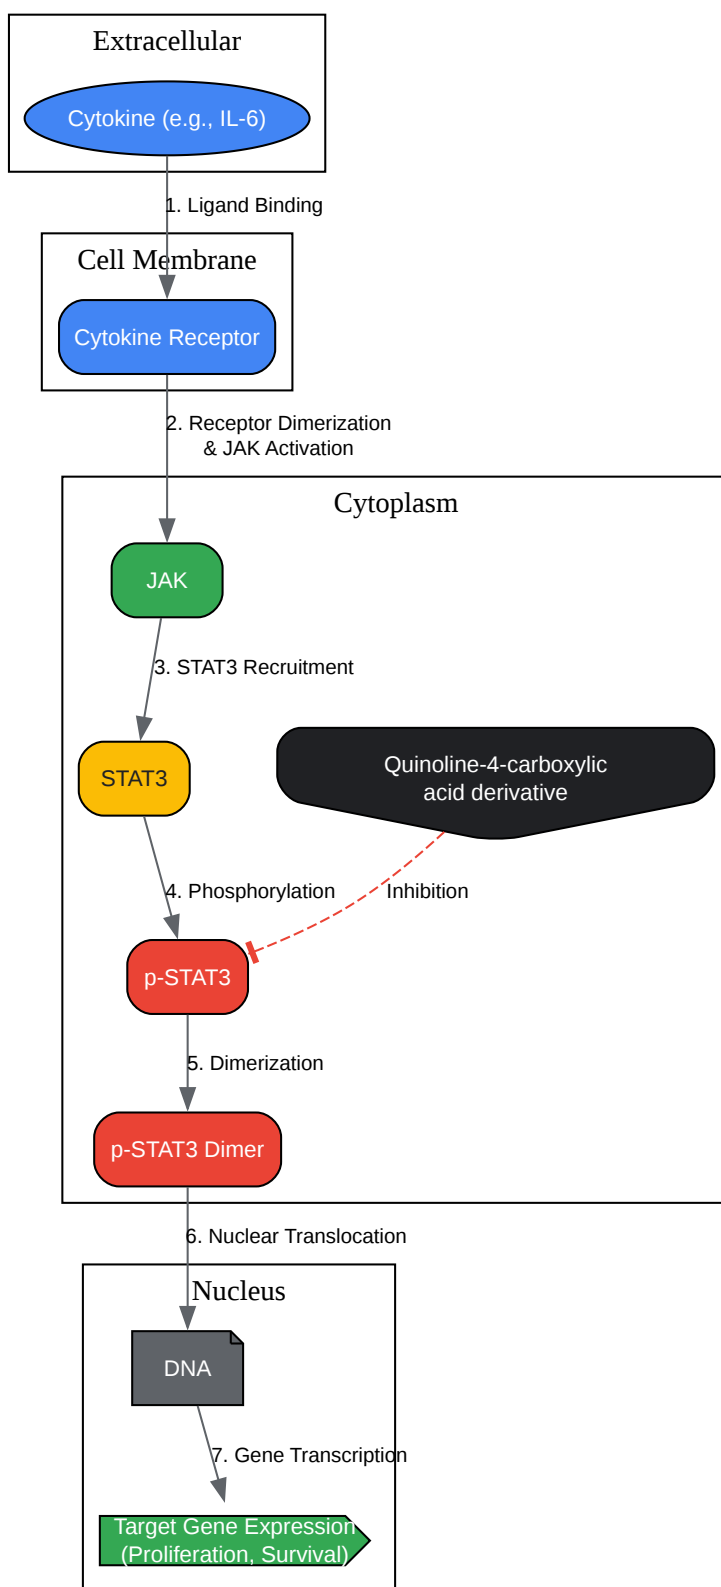 Extracellular
Cytokine (e.g., IL-6)
1. Ligand Binding
Cell Membrane
Cytokine Receptor
2. Receptor Dimerization
& JAK Activation
Cytoplasm
JAK
3. STAT3 Recruitment
STAT3
Quinoline-4-carboxylic
acid derivative
4. Phosphorylation
Inhibition
p-STAT3
5. Dimerization
p-STAT3 Dimer
6. Nuclear Translocation
Nucleus
DNA
7. Gene Transcription
Target Gene Expression
(Proliferation, Survival)